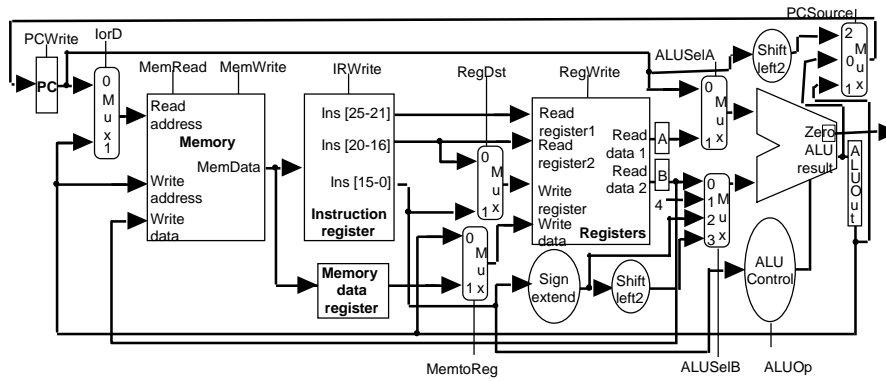 PCWrite
IorD
MemRead
MemWrite
IRWrite
RegDst
RegWrite
ALUSelA
PCSource
PC
0
M
u
x
1
Read
address
Memory
MemData
Write
address
Write
data
Ins [25-21]
Ins [20-16]
Ins [15-0]
Instruction
register
Memory
data
register
0
M
u
x
1
0
M
u
x
1
Read
register1
Read
register2
Write
register
Write
data
Read
data 1
Read
data 2
Registers
A
B
4
0
M
u
x
1
0
1
2
3
M
u
x
Shift
left2
2
0
1
M
u
x
Zero
ALU
result
ALUOut
Sign
extend
Shift
left2
ALU
Control
MemtoReg
ALUSelB
ALUOp